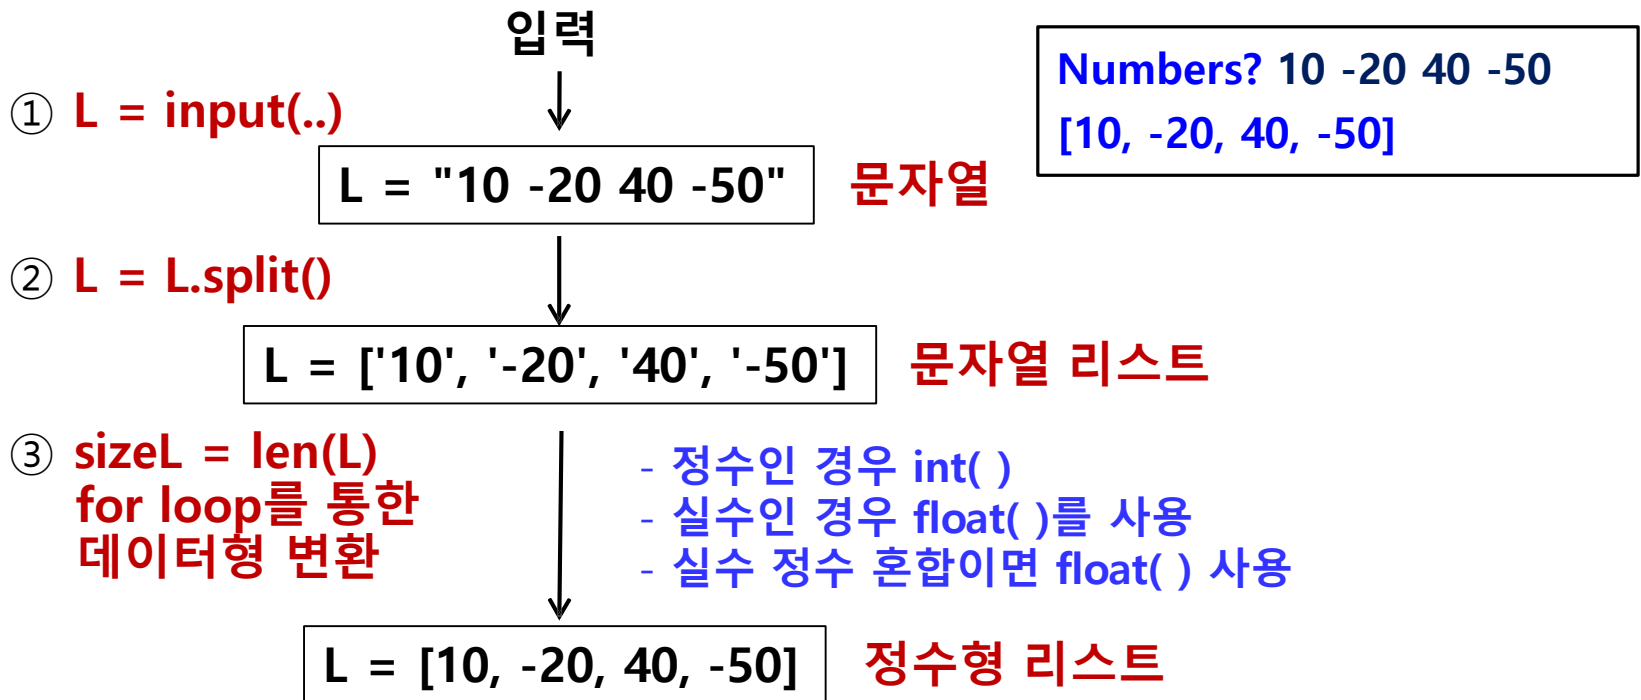 입력
Numbers? 10 -20 40 -50
[10, -20, 40, -50]
① L = input(..)
L = "10 -20 40 -50" 문자열
② L = L.split()
L = ['10', '-20', '40', '-50'] 문자열 리스트
③ sizeL = len(L)
for loop를 통한
데이터형 변환
- 정수인 경우 int( )
- 실수인 경우 float( )를 사용
- 실수 정수 혼합이면 float( ) 사용
L = [10, -20, 40, -50] 정수형 리스트